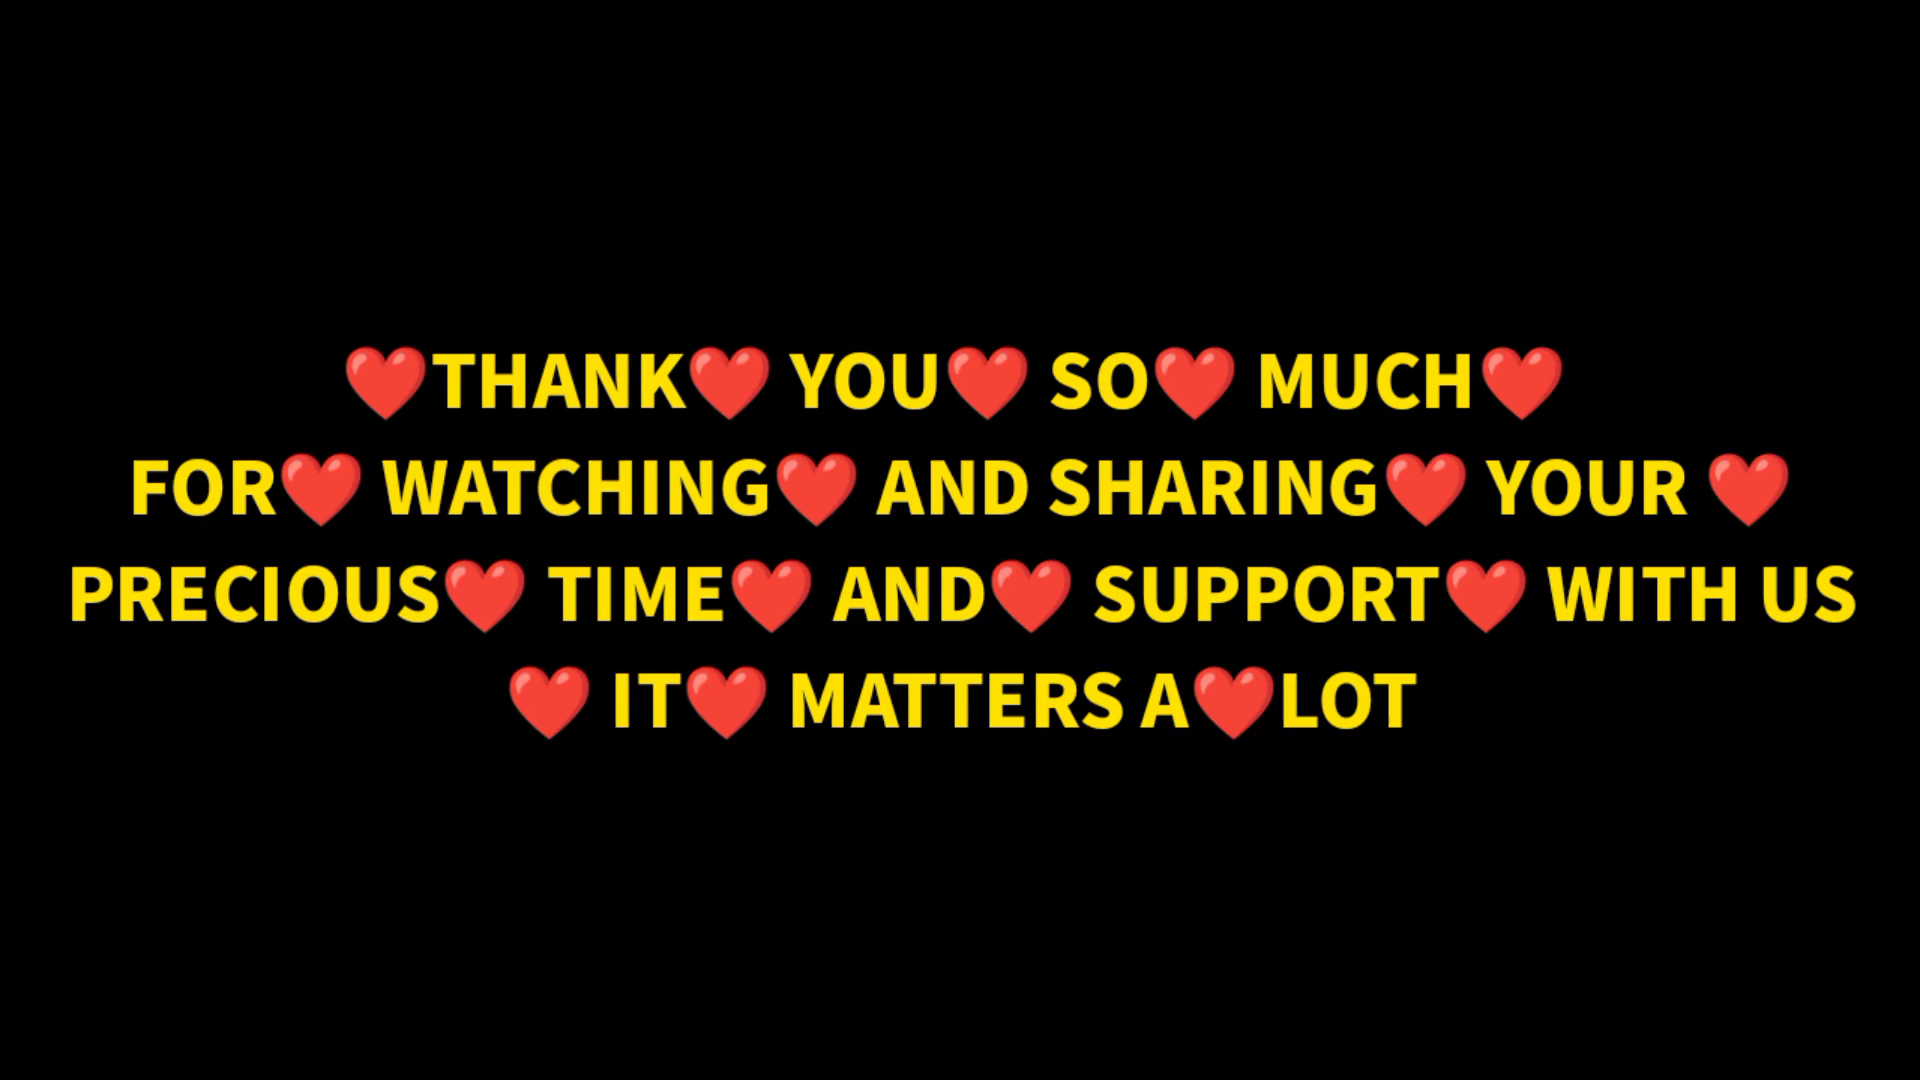 ❤️THANK❤️ YOU❤️ SO❤️ MUCH❤️
FOR❤️ WATCHING❤️ AND SHARING❤️ YOUR ❤️
PRECIOUS❤️ TIME❤️ AND❤️ SUPPORT❤️ WITH US
❤️ IT❤️ MATTERS A❤️LOT